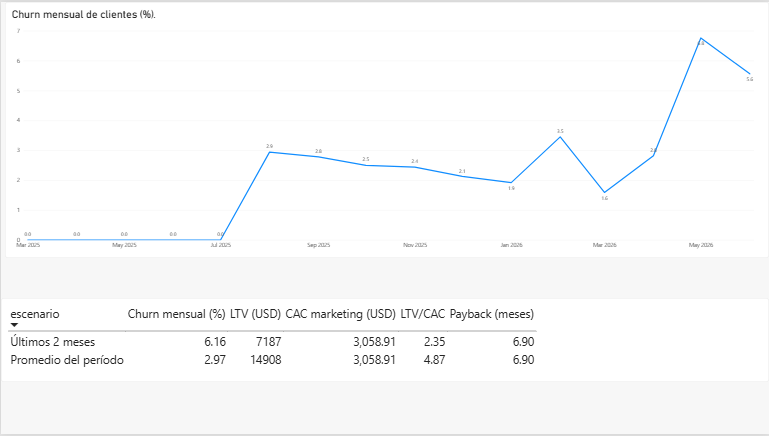 Churn mensual de clientes (%).
7
6
5
4
3
2
1
0
0.0 0.0 0.0 0.0 0.0 2.9 2.8 2.5 2.4 2.1 1.9 3.5 1.6 2.8 6.8 5.6
Mar 2025 May 2025 Jul 2025 Sep 2025 Nov 2025 Jan 2026 Mar 2026 May 2026
escenario Churn mensual (%) LTV (USD) CAC marketing (USD) LTV/CAC Payback (meses)
Últimos 2 meses 6.16 7187 3,058.91 2.35 6.90
Promedio del período 2.97 14908 3,058.91 4.87 6.90